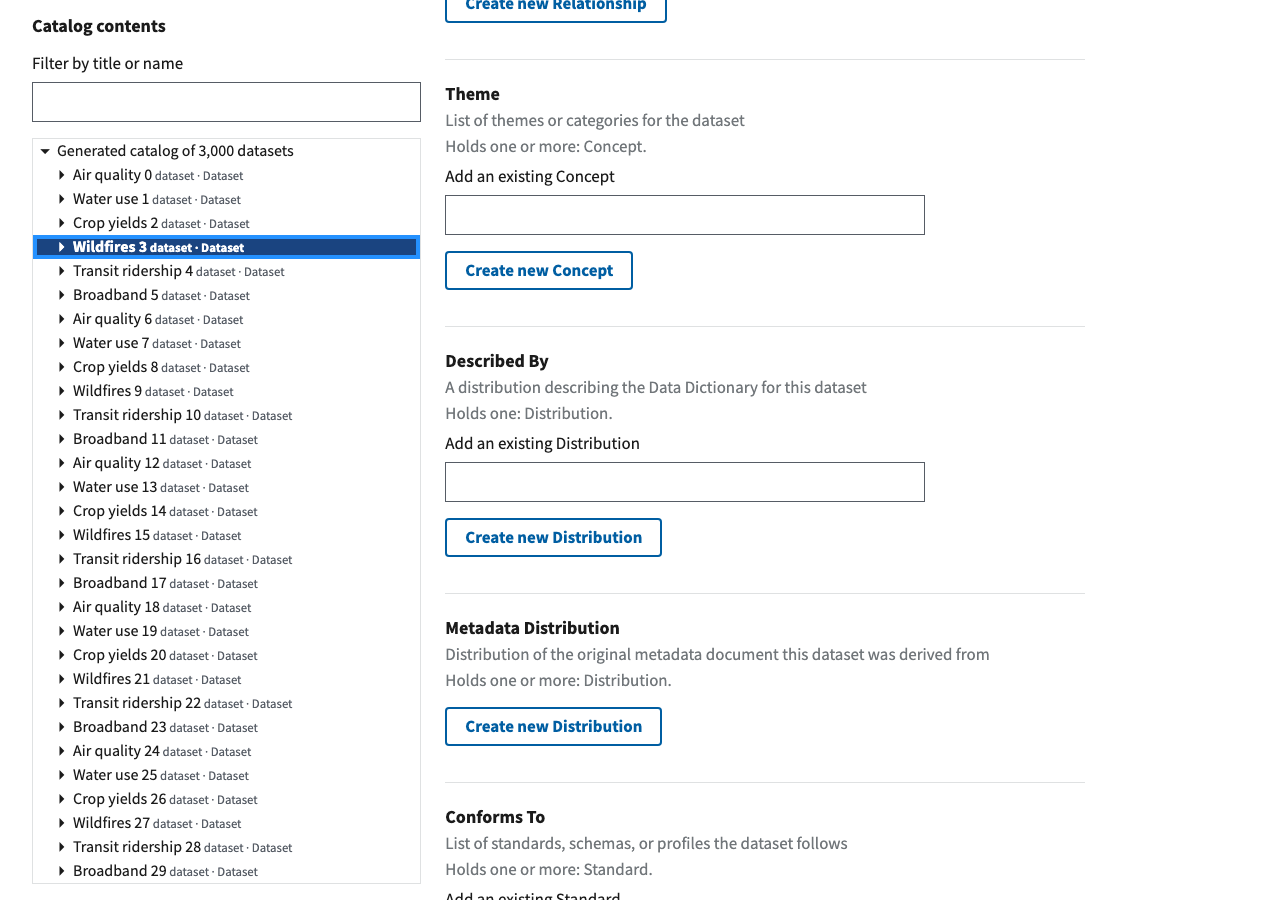 Catalog contents
Filter by title or name
Generated catalog of 3,000 datasets
Air quality 0 dataset · Dataset
Water use 1 dataset · Dataset
Crop yields 2 dataset · Dataset
Wildfires 3 dataset · Dataset
Transit ridership 4 dataset · Dataset
Broadband 5 dataset · Dataset
Air quality 6 dataset · Dataset
Water use 7 dataset · Dataset
Crop yields 8 dataset · Dataset
Wildfires 9 dataset · Dataset
Transit ridership 10 dataset · Dataset
Broadband 11 dataset · Dataset
Air quality 12 dataset · Dataset
Water use 13 dataset · Dataset
Crop yields 14 dataset · Dataset
Wildfires 15 dataset · Dataset
Transit ridership 16 dataset · Dataset
Broadband 17 dataset · Dataset
Air quality 18 dataset · Dataset
Water use 19 dataset · Dataset
Crop yields 20 dataset · Dataset
Wildfires 21 dataset · Dataset
Transit ridership 22 dataset · Dataset
Broadband 23 dataset · Dataset
Air quality 24 dataset · Dataset
Water use 25 dataset · Dataset
Crop yields 26 dataset · Dataset
Wildfires 27 dataset · Dataset
Transit ridership 28 dataset · Dataset
Broadband 29 dataset · Dataset
Create new Relationship
Theme
List of themes or categories for the dataset
Holds one or more: Concept.
Add an existing Concept
Create new Concept
Described By
A distribution describing the Data Dictionary for this dataset
Holds one: Distribution.
Add an existing Distribution
Create new Distribution
Metadata Distribution
Distribution of the original metadata document this dataset was derived from
Holds one or more: Distribution.
Create new Distribution
Conforms To
List of standards, schemas, or profiles the dataset follows
Holds one or more: Standard.
Add an existing Standard